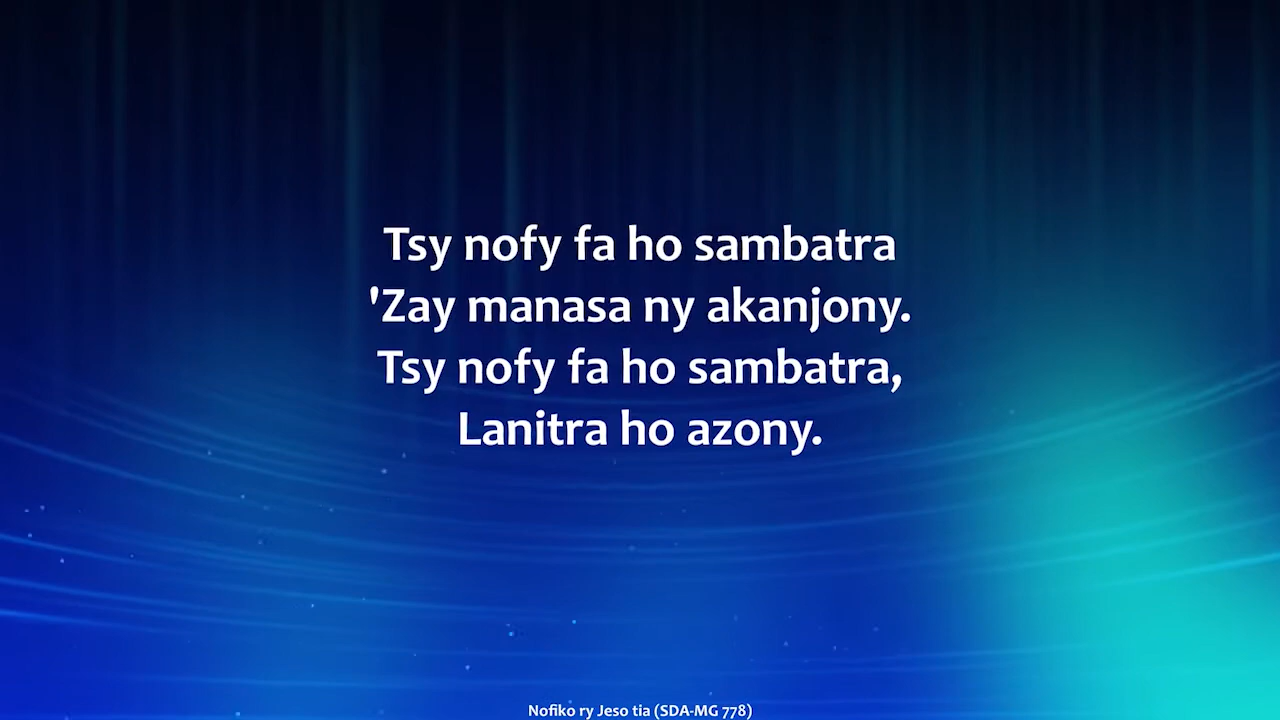 Tsy nofy fa ho sambatra
'Zay manasa ny akanjony.
Tsy nofy fa ho sambatra,
Lanitra ho azony.
Nofiko ry Jeso tia (SDA-MG 778)